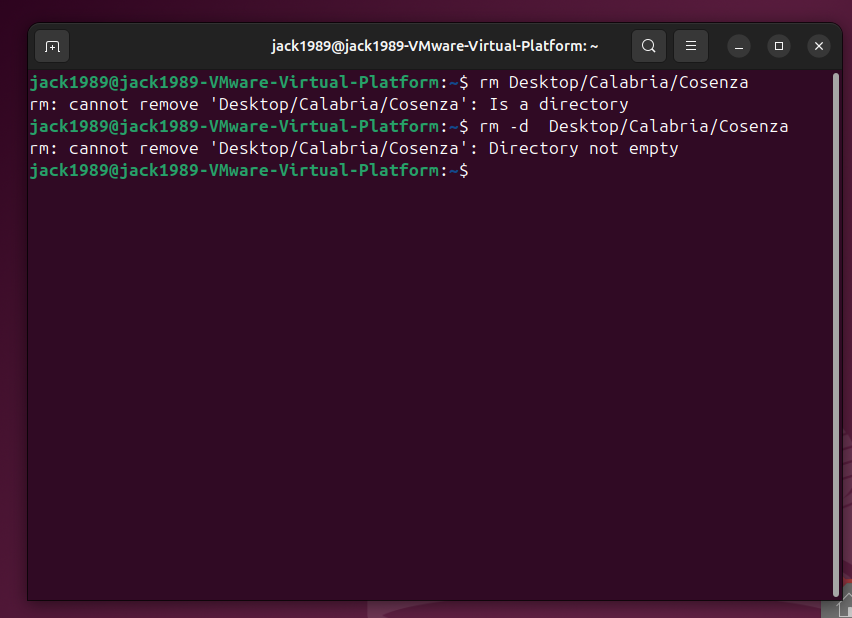 jack1989@jack1989-VMware-Virtual-Platform: ~
jack1989@jack1989-VMware-Virtual-Platform:~$ rm Desktop/Calabria/Cosenza
rm: cannot remove 'Desktop/Calabria/Cosenza': Is a directory
jack1989@jack1989-VMware-Virtual-Platform:~$ rm -d  Desktop/Calabria/Cosenza
rm: cannot remove 'Desktop/Calabria/Cosenza': Directory not empty
jack1989@jack1989-VMware-Virtual-Platform:~$